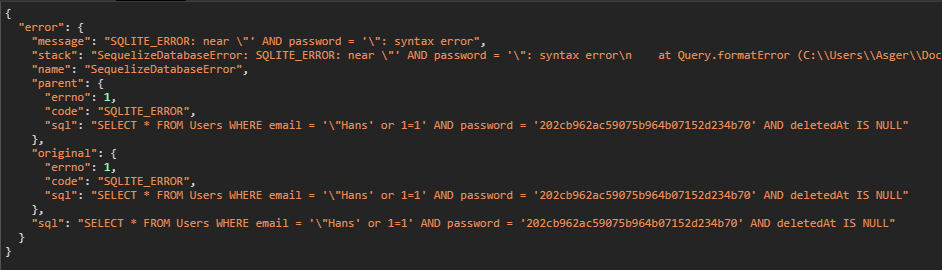 {
"error": {
"message": "SQLITE_ERROR: near \"' AND password = '\": syntax error",
"stack": "SequelizeDatabaseError: SQLITE_ERROR: near \"' AND password = '\": syntax error\n    at Query.formatError (C:\\Users\\Asger\\Doc
"name": "SequelizeDatabaseError",
"parent": {
"errno": 1,
"code": "SQLITE_ERROR",
"sql": "SELECT * FROM Users WHERE email = '\"Hans' or 1=1' AND password = '202cb962ac59075b964b07152d234b70' AND deletedAt IS NULL"
},
"original": {
"errno": 1,
"code": "SQLITE_ERROR",
"sql": "SELECT * FROM Users WHERE email = '\"Hans' or 1=1' AND password = '202cb962ac59075b964b07152d234b70' AND deletedAt IS NULL"
},
"sql": "SELECT * FROM Users WHERE email = '\"Hans' or 1=1' AND password = '202cb962ac59075b964b07152d234b70' AND deletedAt IS NULL"
}
}